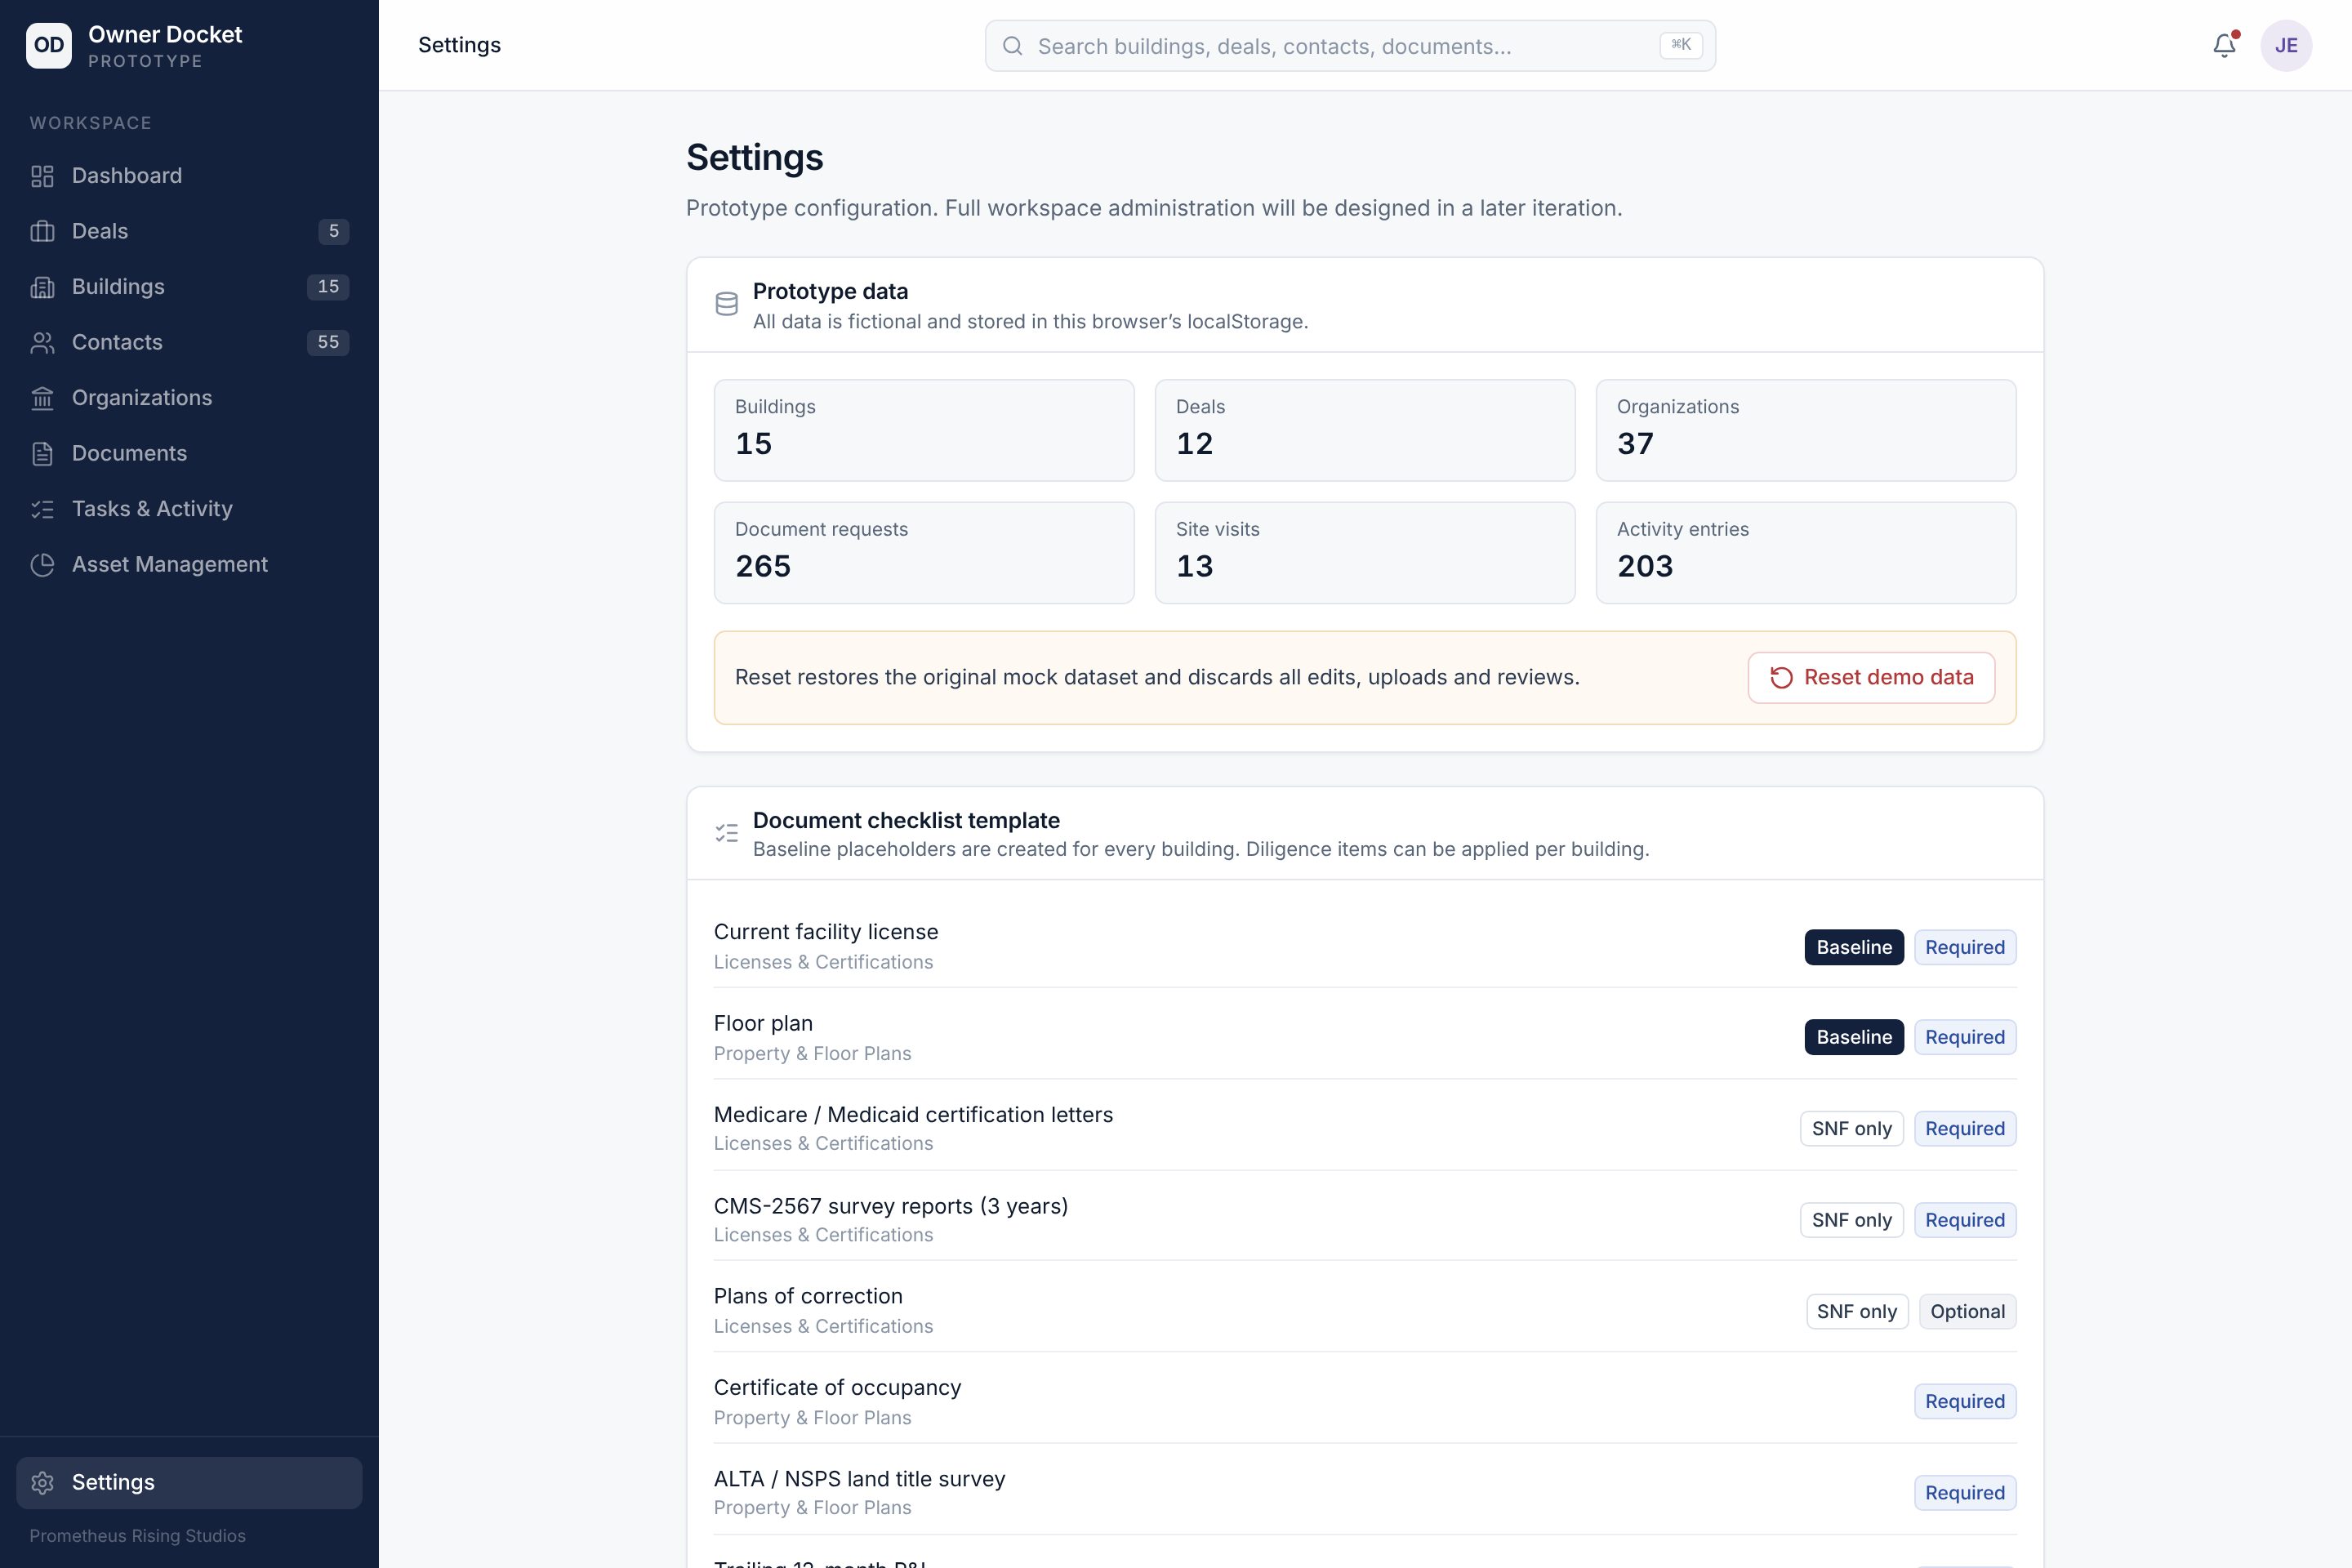 OD
Owner Docket
PROTOTYPE
WORKSPACE
Dashboard
Deals 5
Buildings 15
Contacts 55
Organizations
Documents
Tasks & Activity
Asset Management
Settings
Prometheus Rising Studios
Settings
Search buildings, deals, contacts, documents...
⌘K
JE
Settings
Prototype configuration. Full workspace administration will be designed in a later iteration.
Prototype data
All data is fictional and stored in this browser’s localStorage.
Buildings
15
Deals
12
Organizations
37
Document requests
265
Site visits
13
Activity entries
203
Reset restores the original mock dataset and discards all edits, uploads and reviews.
Reset demo data
Document checklist template
Baseline placeholders are created for every building. Diligence items can be applied per building.
Current facility license
Licenses & Certifications
Baseline Required
Floor plan
Property & Floor Plans
Baseline Required
Medicare / Medicaid certification letters
Licenses & Certifications
SNF only Required
CMS-2567 survey reports (3 years)
Licenses & Certifications
SNF only Required
Plans of correction
Licenses & Certifications
SNF only Optional
Certificate of occupancy
Property & Floor Plans
Required
ALTA / NSPS land title survey
Property & Floor Plans
Required
Trailing 12-month P&L